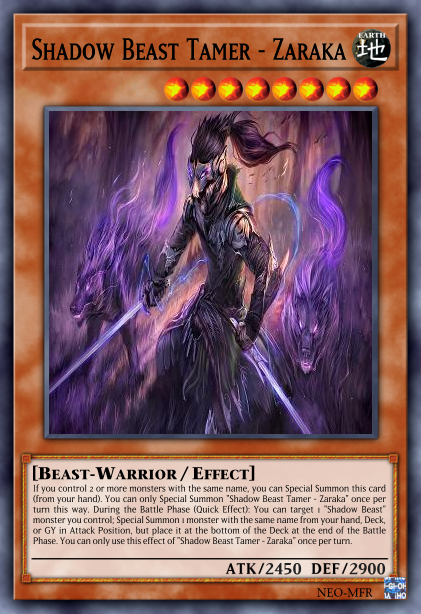 Shadow Beast Tamer - Zaraka
EARTH
地
[Beast-Warrior / Effect]
If you control 2 or more monsters with the same name, you can Special Summon this card
(from your hand). You can only Special Summon "Shadow Beast Tamer - Zaraka" once per
turn this way. During the Battle Phase (Quick Effect): You can target 1 "Shadow Beast"
monster you control; Special Summon 1 monster with the same name from your hand, Deck,
or GY in Attack Position, but place it at the bottom of the Deck at the end of the Battle
Phase. You can only use this effect of "Shadow Beast Tamer - Zaraka" once per turn.
ATK/2450 DEF/2900
NEO-MFR